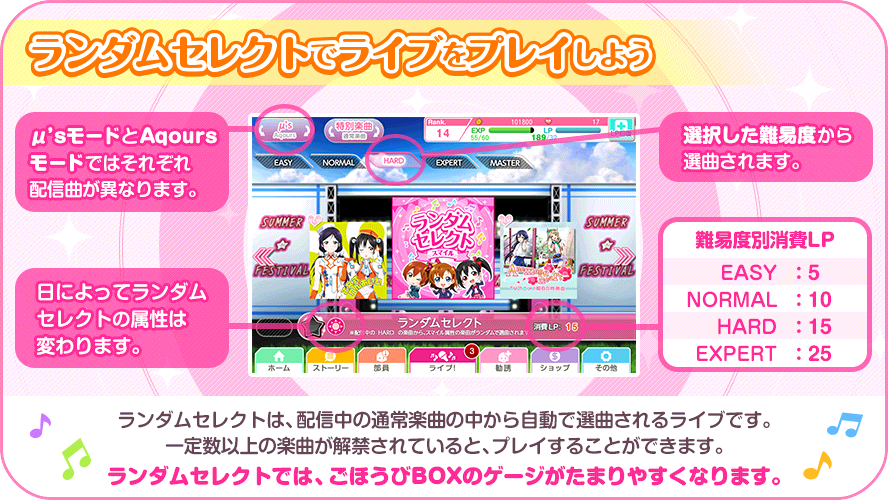 ランダムセレクトでライブをプレイしよう
μ'sモードとAqours
モードではそれぞれ
配信曲が異なります。
日によってランダム
セレクトの属性は
変わります。
μ's
Aqours
特別楽曲
通常楽曲
Rank.
14
101800
17
EXP
55/60
LP
EASY
NORMAL
HARD
EXPERT
MASTER
SUMMER
FESTIVAL
ランダム
セレクト
スマイル
SUMMER
FESTIVAL
ランダムセレクト
消費LP:
15
ホーム
ストーリー
部員
ライブ!
3
勧誘
ショップ
その他
選択した難易度から
選曲されます。
難易度別消費LP
EASY : 5
NORMAL : 10
HARD : 15
EXPERT : 25
ランダムセレクトは、配信中の通常楽曲の中から自動で選曲されるライブです。
一定数以上の楽曲が解禁されていると、プレイすることができます。
ランダムセレクトでは、ごほうびBOXのゲージがたまりやすくなります。